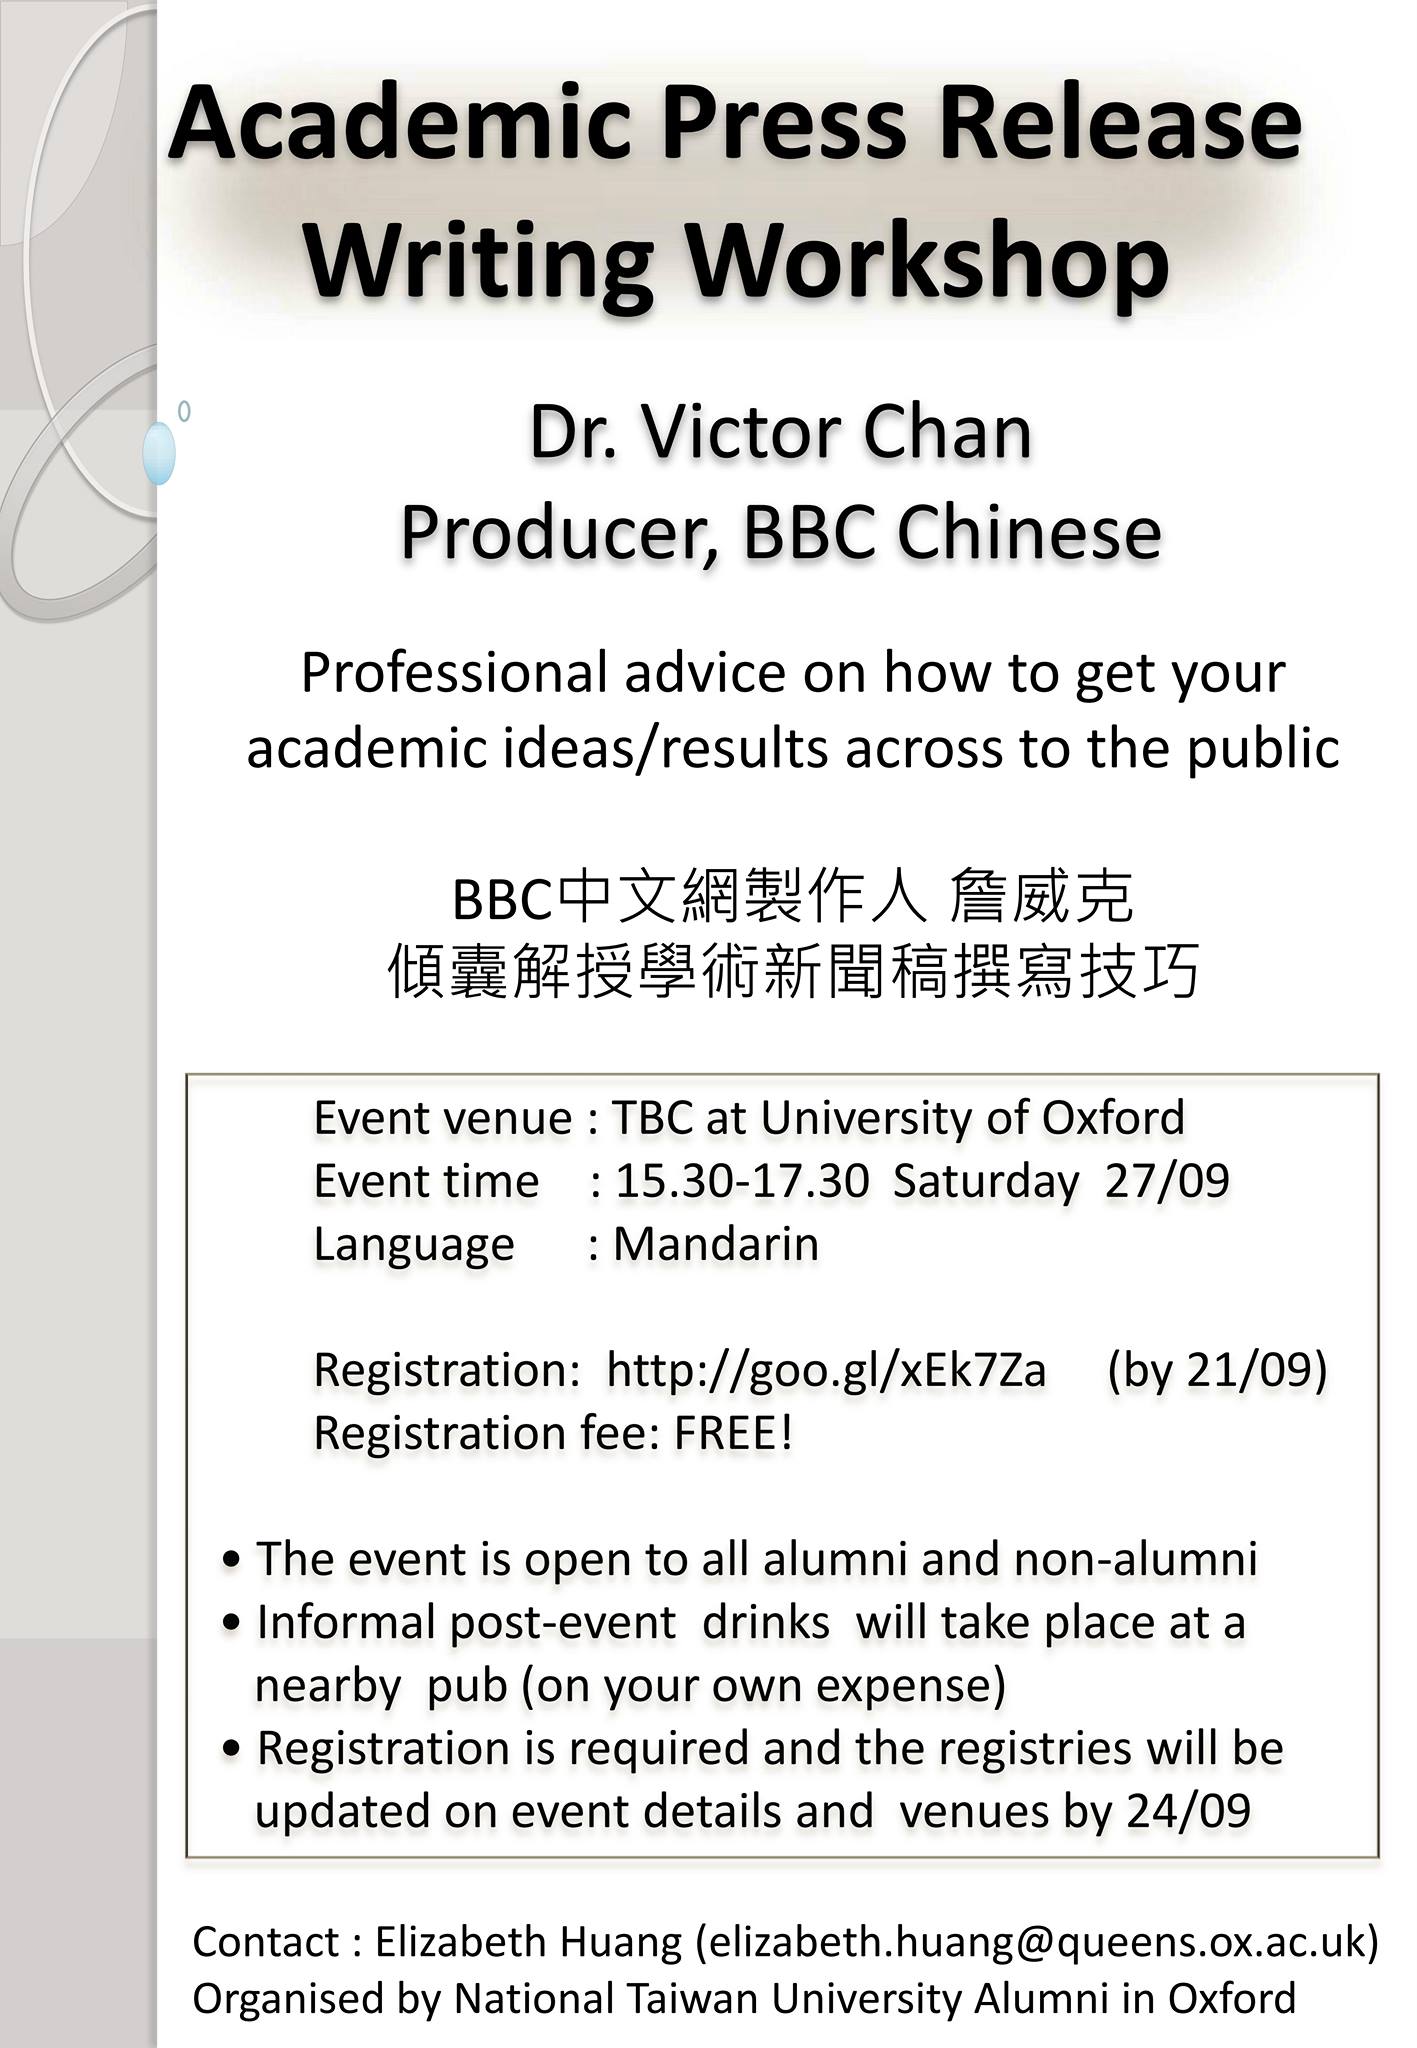 Academic Press Release
Writing Workshop
Dr. Victor Chan
Producer, BBC Chinese
Professional advice on how to get your
academic ideas/results across to the public
BBC中文網製作人 詹威克
傾囊解授學術新聞稿撰寫技巧
Event venue : TBC at University of Oxford
Event time : 15.30-17.30 Saturday 27/09
Language : Mandarin
Registration: http://goo.gl/xEk7Za (by 21/09)
Registration fee: FREE!
• The event is open to all alumni and non-alumni
• Informal post-event drinks will take place at a
nearby pub (on your own expense)
• Registration is required and the registries will be
updated on event details and venues by 24/09
Contact : Elizabeth Huang (elizabeth.huang@queens.ox.ac.uk)
Organised by National Taiwan University Alumni in Oxford